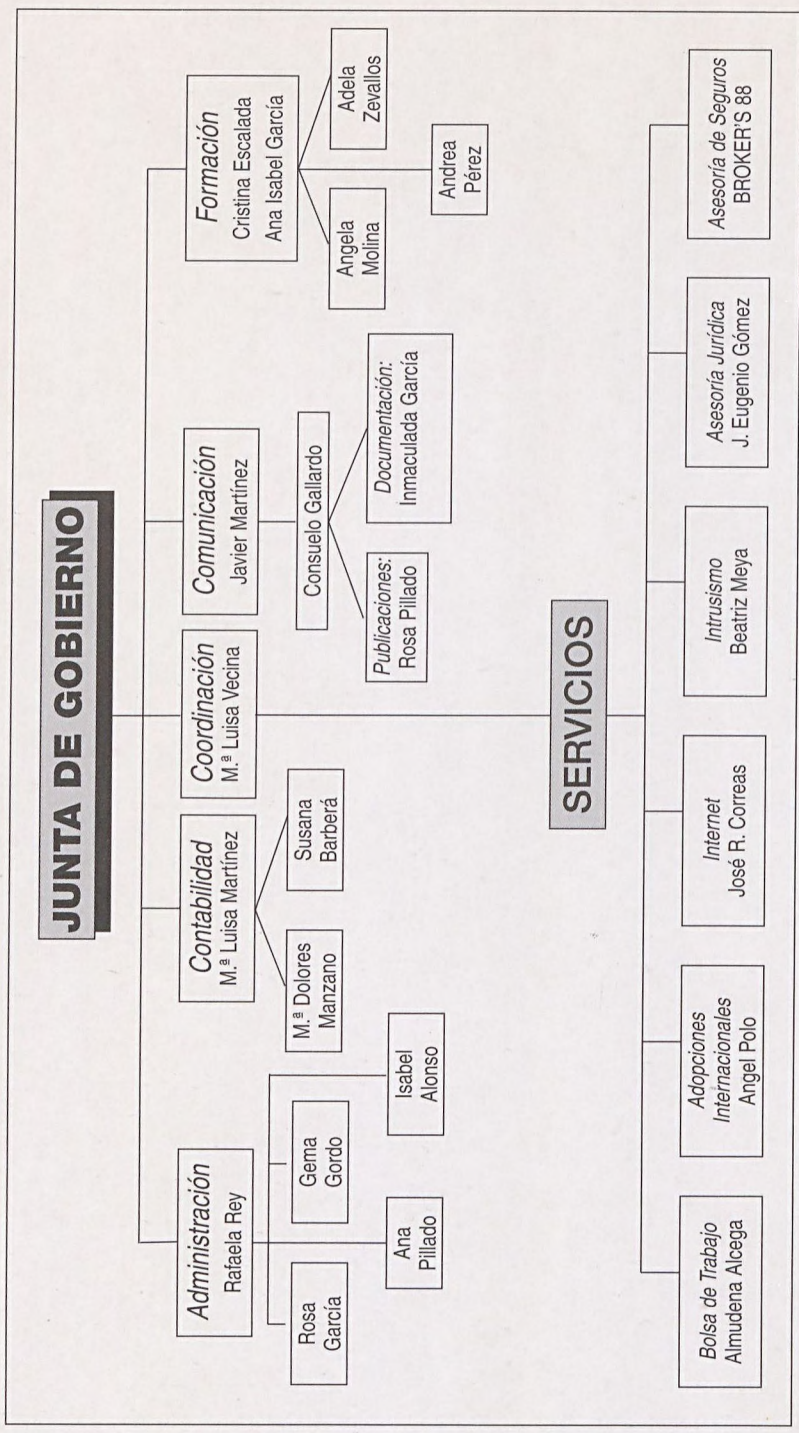 JUNTA DE GOBIERNO
Administración
Rafaela Rey
Rosa
García
Ana
Pillado
Gema
Gordo
Isabel
Alonso
Contabilidad
M.ª Luisa Martínez
M.ª Dolores
Manzano
Susana
Barberá
Coordinación
M.ª Luisa Vecina
Comunicación
Javier Martínez
Consuelo Gallardo
Publicaciones:
Rosa Pillado
Documentación:
Inmaculada García
Formación
Cristina Escalada
Ana Isabel García
Angela
Molina
Andrea
Pérez
Adela
Zevallos
SERVICIOS
Bolsa de Trabajo
Almudena Alcega
Adopciones
Internacionales
Angel Polo
Internet
José R. Correas
Intrusismo
Beatriz Meya
Asesoría Jurídica
J. Eugenio Gómez
Asesoría de Seguros
BROKER'S 88